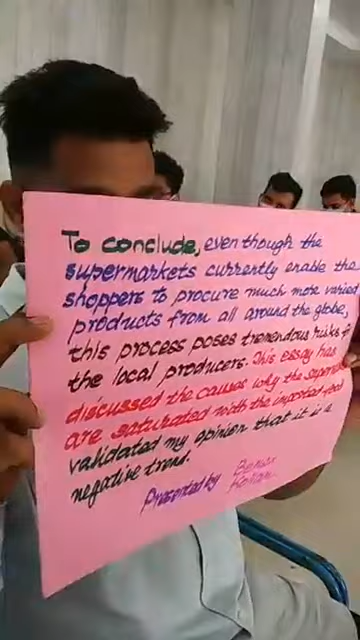 To conclude, even though the
supermarkets currently enable the
shoppers to procure much more varied
products from all around the globe,
this process poses tremendous risks
the local producers. This essay has
discussed the causes why the
are saturated with the imported food
validated my opinion that it is a
negative trend.
Presented by